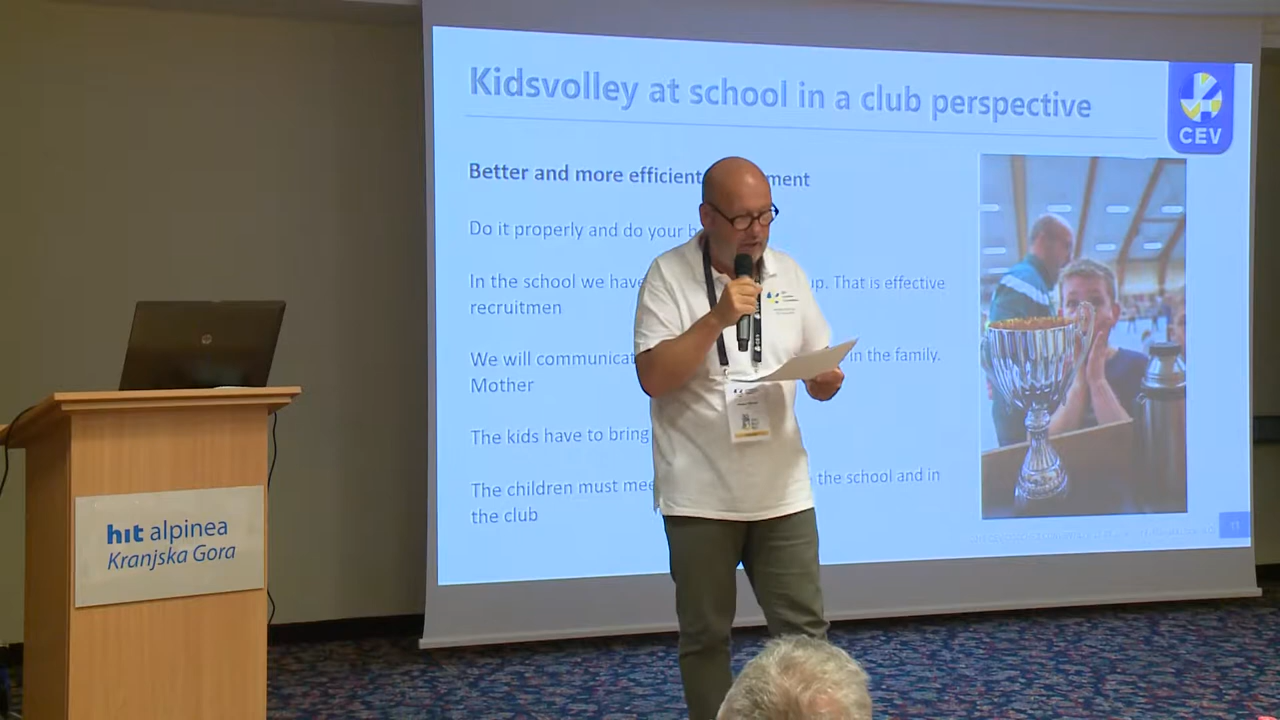 Kidsvolley at school in a club perspective
CEV
Better and more efficient ment
Do it properly and do your
In the school we have up. That is effective
recruitmen
We will in the family.
Mother
The kids have to bring
The children must the school and in
the club
hit alpinea
Kranjska Gora